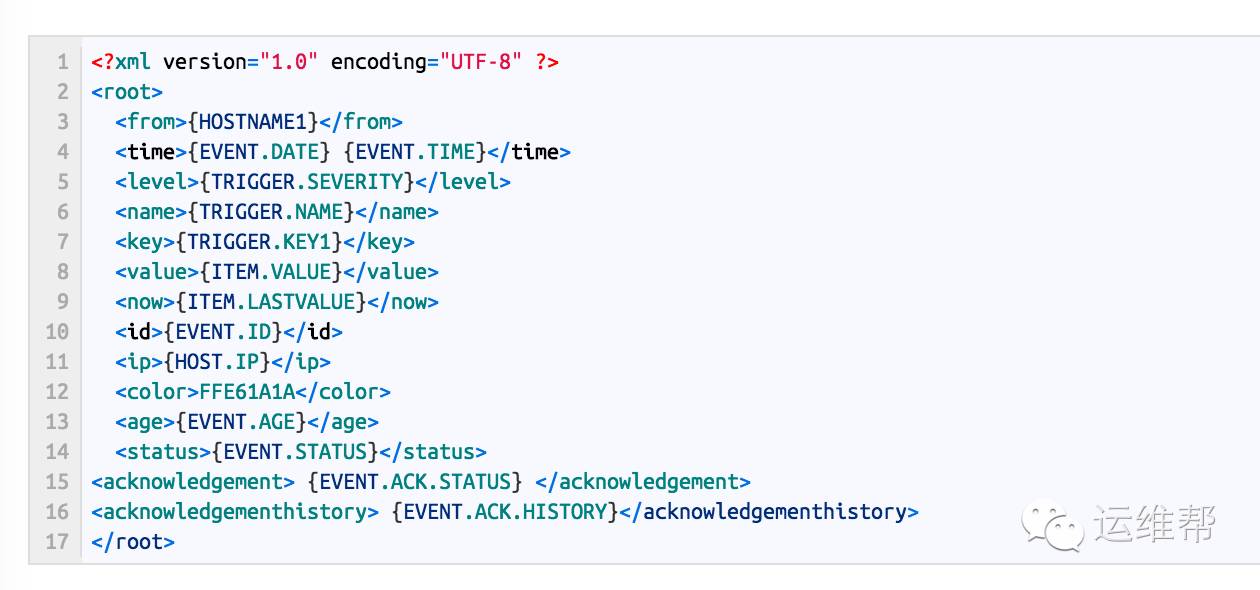 1 <?xml version="1.0" encoding="UTF-8" ?>
2 <root>
3   <from>{HOSTNAME1}</from>
4   <time>{EVENT.DATE} {EVENT.TIME}</time>
5   <level>{TRIGGER.SEVERITY}</level>
6   <name>{TRIGGER.NAME}</name>
7   <key>{TRIGGER.KEY1}</key>
8   <value>{ITEM.VALUE}</value>
9   <now>{ITEM.LASTVALUE}</now>
10   <id>{EVENT.ID}</id>
11   <ip>{HOST.IP}</ip>
12   <color>FFE61A1A</color>
13   <age>{EVENT.AGE}</age>
14   <status>{EVENT.STATUS}</status>
15 <acknowledgement> {EVENT.ACK.STATUS} </acknowledgement>
16 <acknowledgementhistory> {EVENT.ACK.HISTORY}</acknowledgementhistory>
17 </root>
运维帮